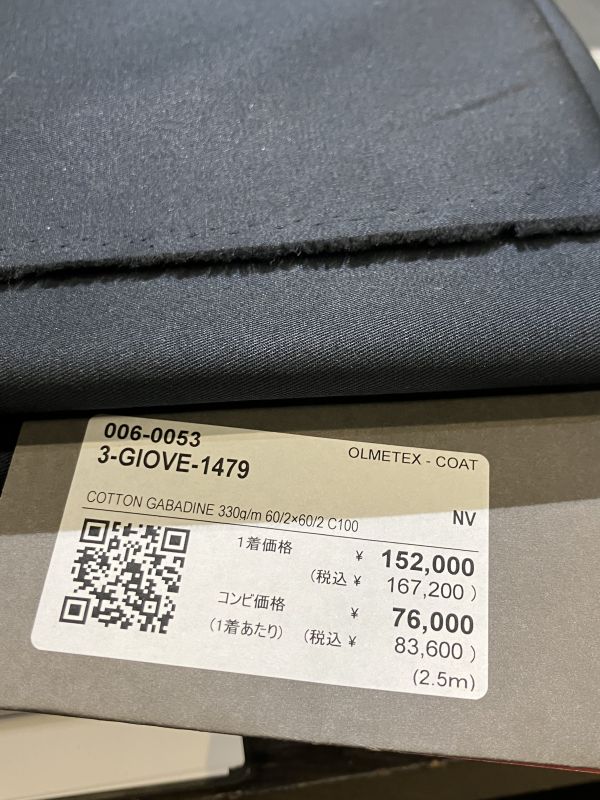 006-0053
3-GIOVE-1479
OLMETEX - COAT
COTTON GABADINE 330g/m 60/2×60/2 C100
NV
1着価格 ¥ 152,000
(税込 ¥ 167,200 )
コンビ価格 ¥ 76,000
(1着あたり) (税込 ¥ 83,600 )
(2.5m)